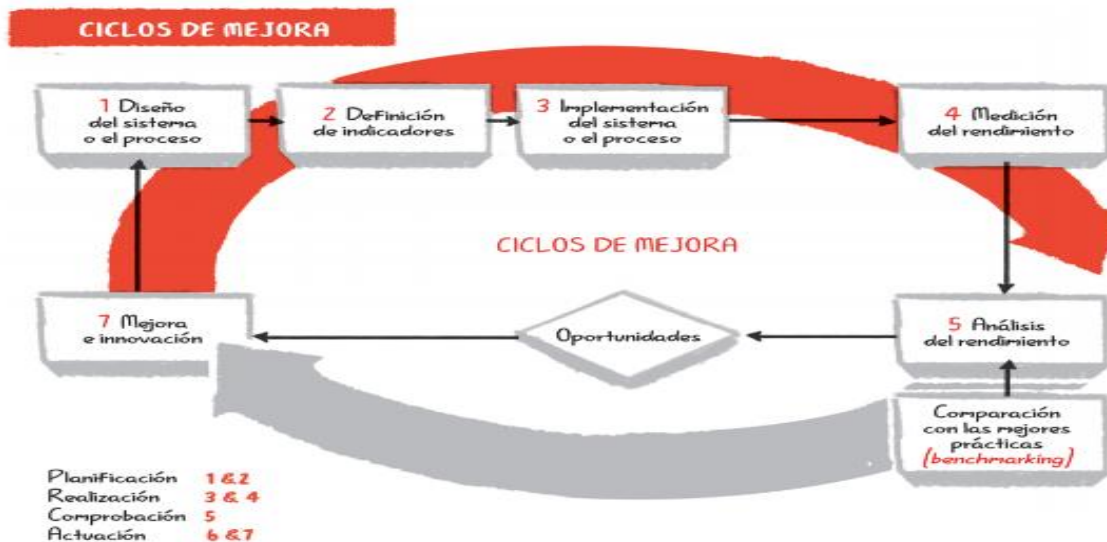 CICLOS DE MEJORA
1 Diseño
del sistema
o el proceso
2 Definición
de indicadores
3 Implementación
del sistema
o el proceso
4 Medición
del rendimiento
CICLOS DE MEJORA
7 Mejora
e innovación
Oportunidades
5 Análisis
del rendimiento
Comparación
con las mejores
prácticas
(benchmarking)
Planificación 1 & 2
Realización 3 & 4
Comprobación 5
Actuación 6 & 7